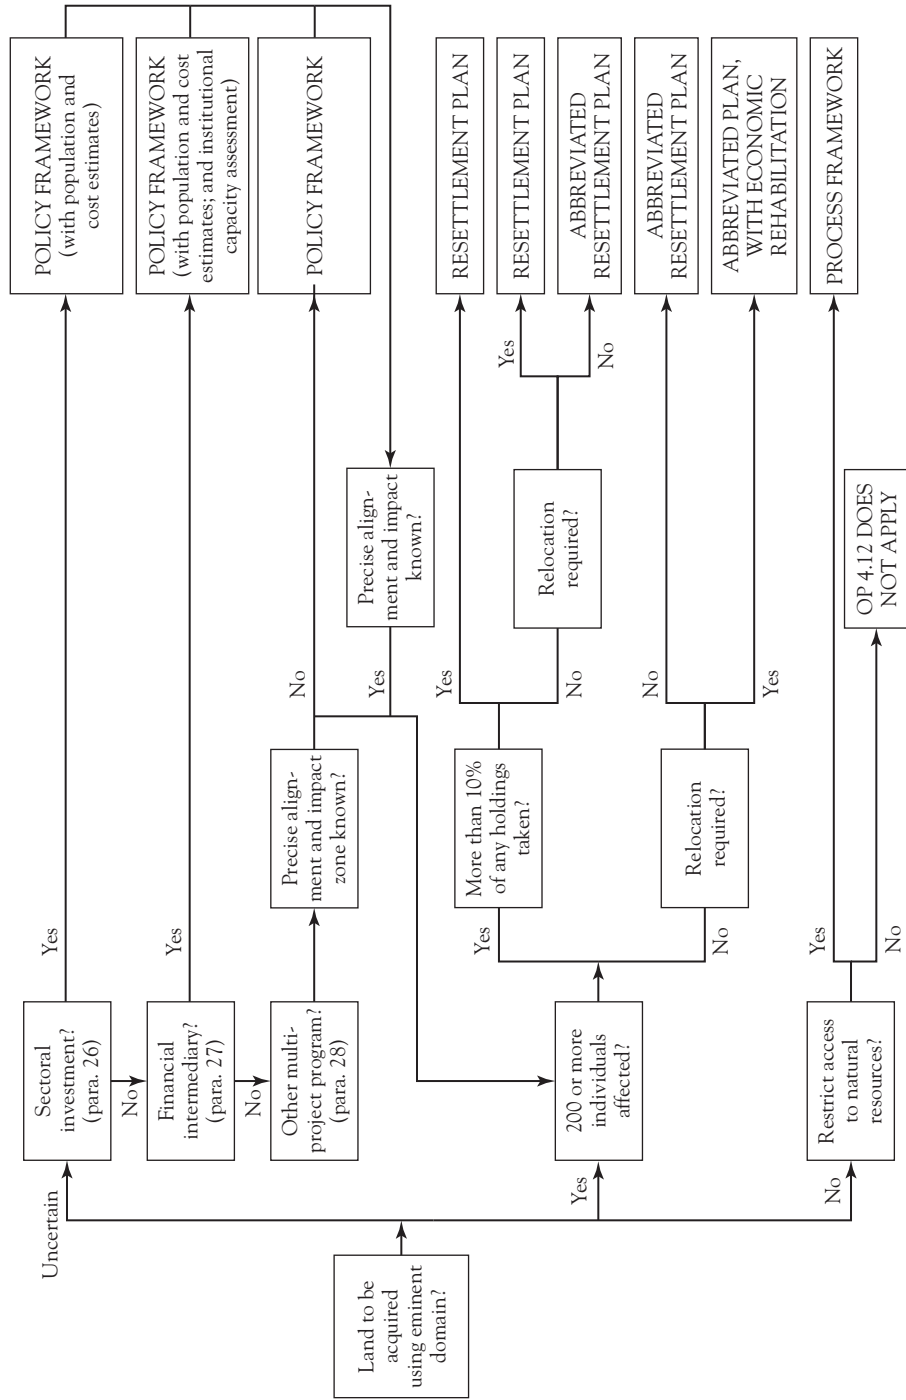 Land to be
acquired
using eminent
domain?
Uncertain
Yes
No
Sectoral
investment?
(para. 26)
No
Financial
intermediary?
(para. 27)
No
Other multi-
project program?
(para. 28)
200 or more
individuals
affected?
Restrict access
to natural
resources?
Yes
Yes
Precise align-
ment and impact
zone known?
No
Yes
Precise align-
ment and impact
known?
Yes
No
More than 10%
of any holdings
taken?
Relocation
required?
Yes
No
Yes
No
Relocation
required?
No
Yes
Yes
No
OP 4.12 DOES
NOT APPLY
POLICY FRAMEWORK
(with population and
cost estimates)
POLICY FRAMEWORK
(with population and cost
estimates; and institutional
capacity assessment)
POLICY FRAMEWORK
RESETTLEMENT PLAN
RESETTLEMENT PLAN
ABBREVIATED
RESETTLEMENT PLAN
ABBREVIATED
RESETTLEMENT PLAN
ABBREVIATED PLAN,
WITH ECONOMIC
REHABILITATION
PROCESS FRAMEWORK